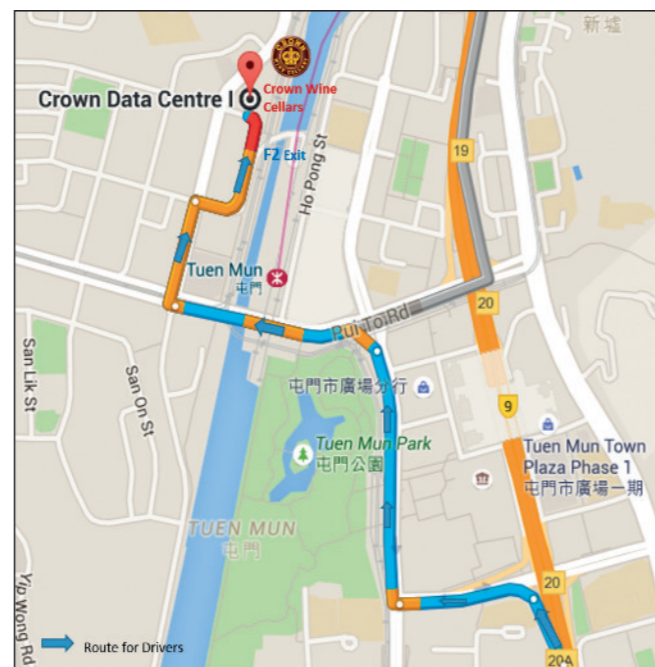 新墟
CROWN
WINE CELLARS
Crown Data Centre I
Crown Wine
Cellars
F2 Exit
Ho Pong St
19
Tuen Mun
屯門
20
Pui To Rd
San Lik St
San On St
屯門市廣場分行
9
Tuen Mun Park
屯門公園
Tuen Mun Town
Plaza Phase 1
屯門市廣場一期
TUEN MUN
屯門
Yip Wong Rd
20
20A
Route for Drivers